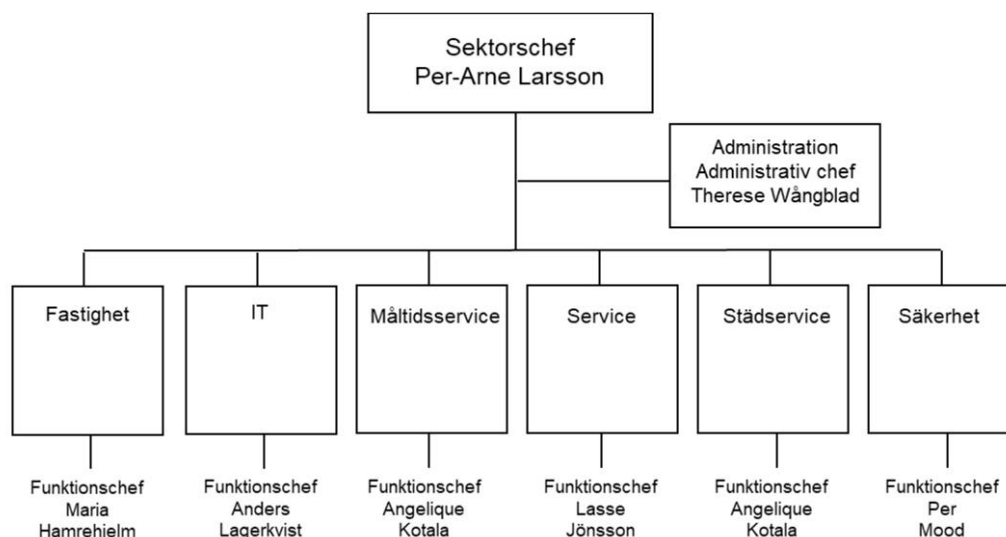 Sektorschef
Per-Arne Larsson
Administration
Administrativ chef
Therese Wångblad
Fastighet
IT
Måltidsservice
Service
Städservice
Säkerhet
Funktionschef
Maria
Hamrehjelm
Funktionschef
Anders
Lagerkvist
Funktionschef
Angelique
Kotala
Funktionschef
Lasse
Jönsson
Funktionschef
Angelique
Kotala
Funktionschef
Per
Mood